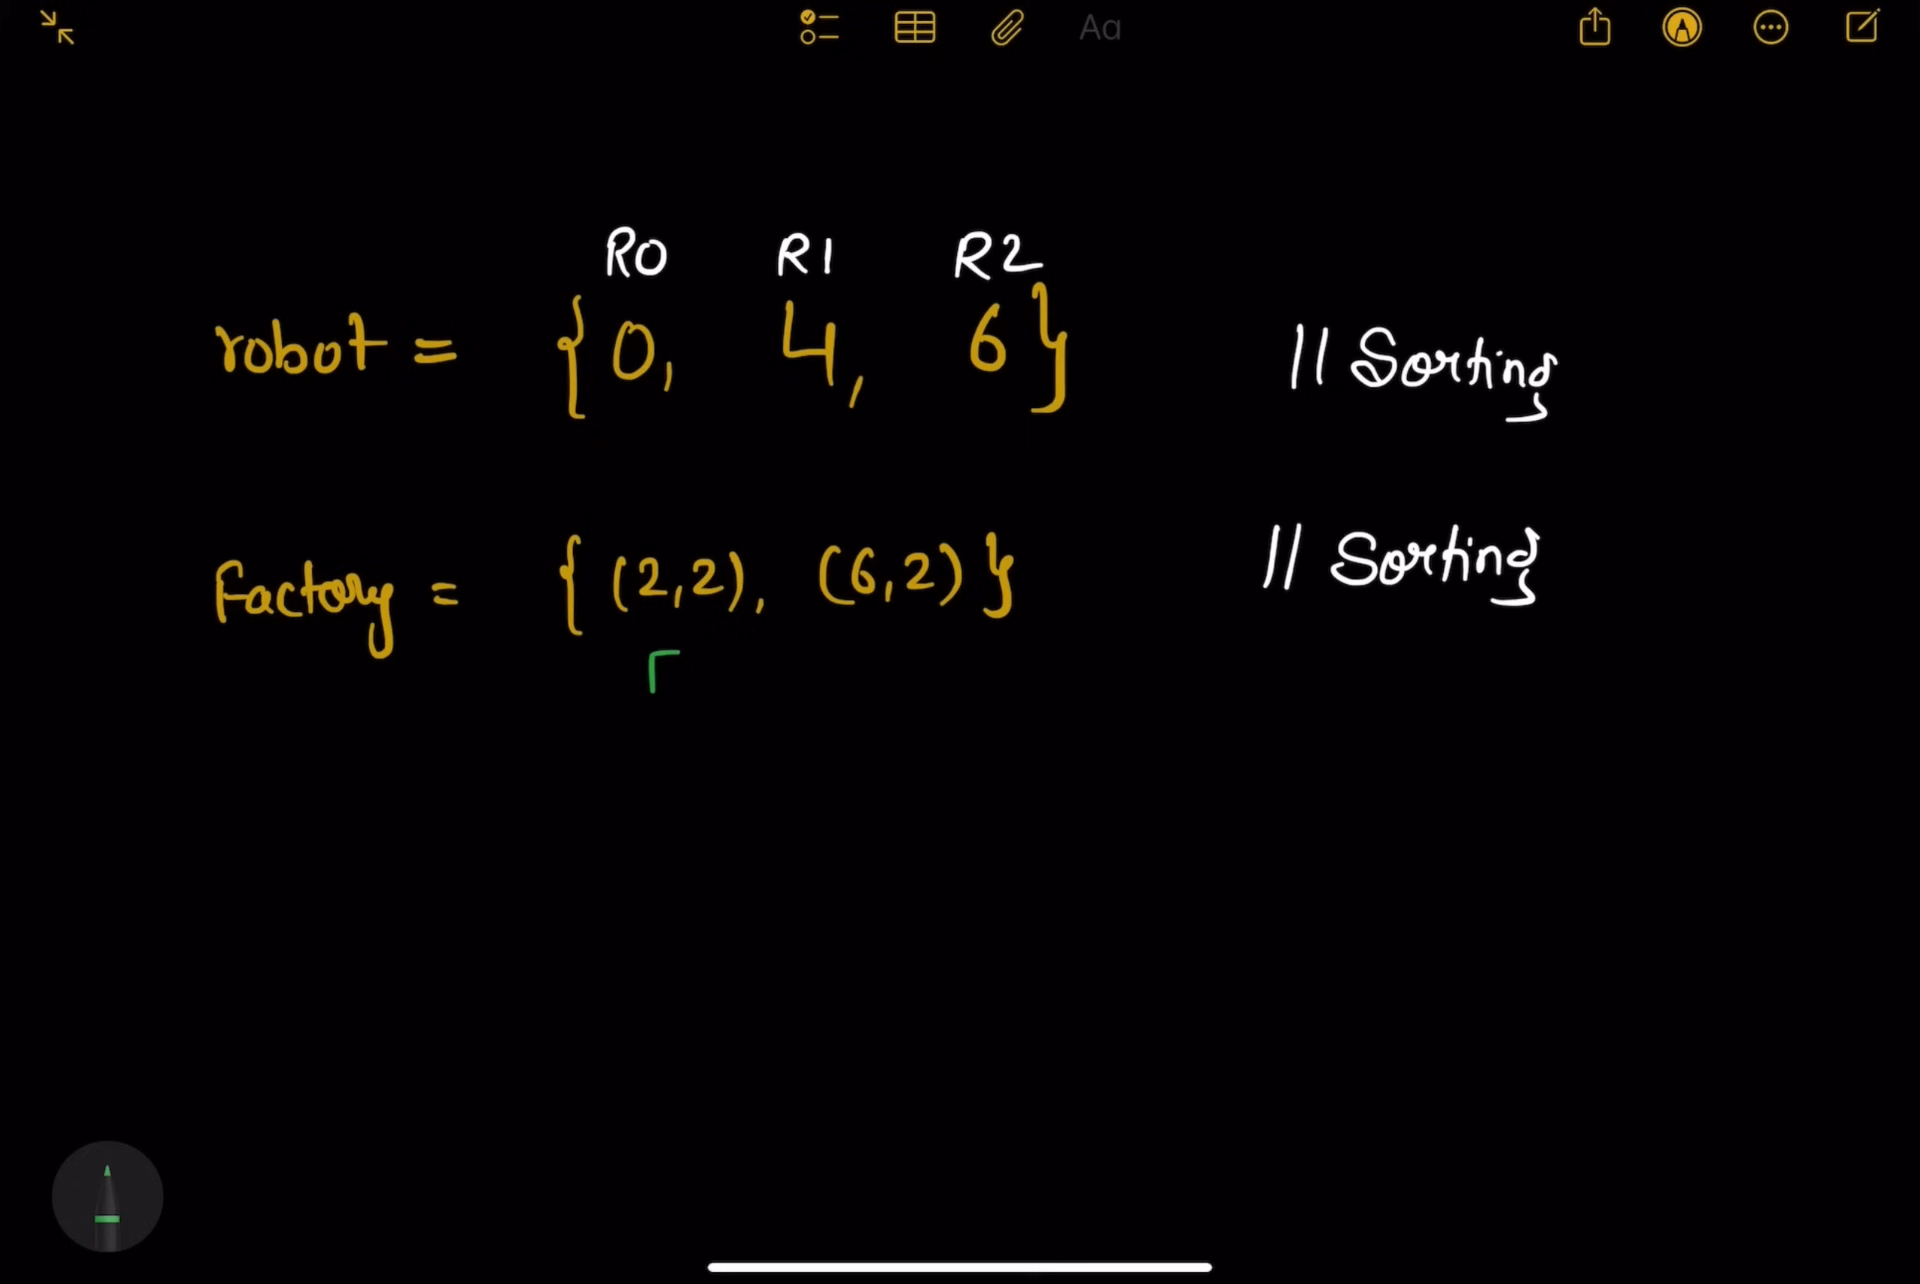 Aa
R0 R1 R2
robot = {0, 4, 6} // Sorting
Factory = {(2,2), (6,2)} // Sorting